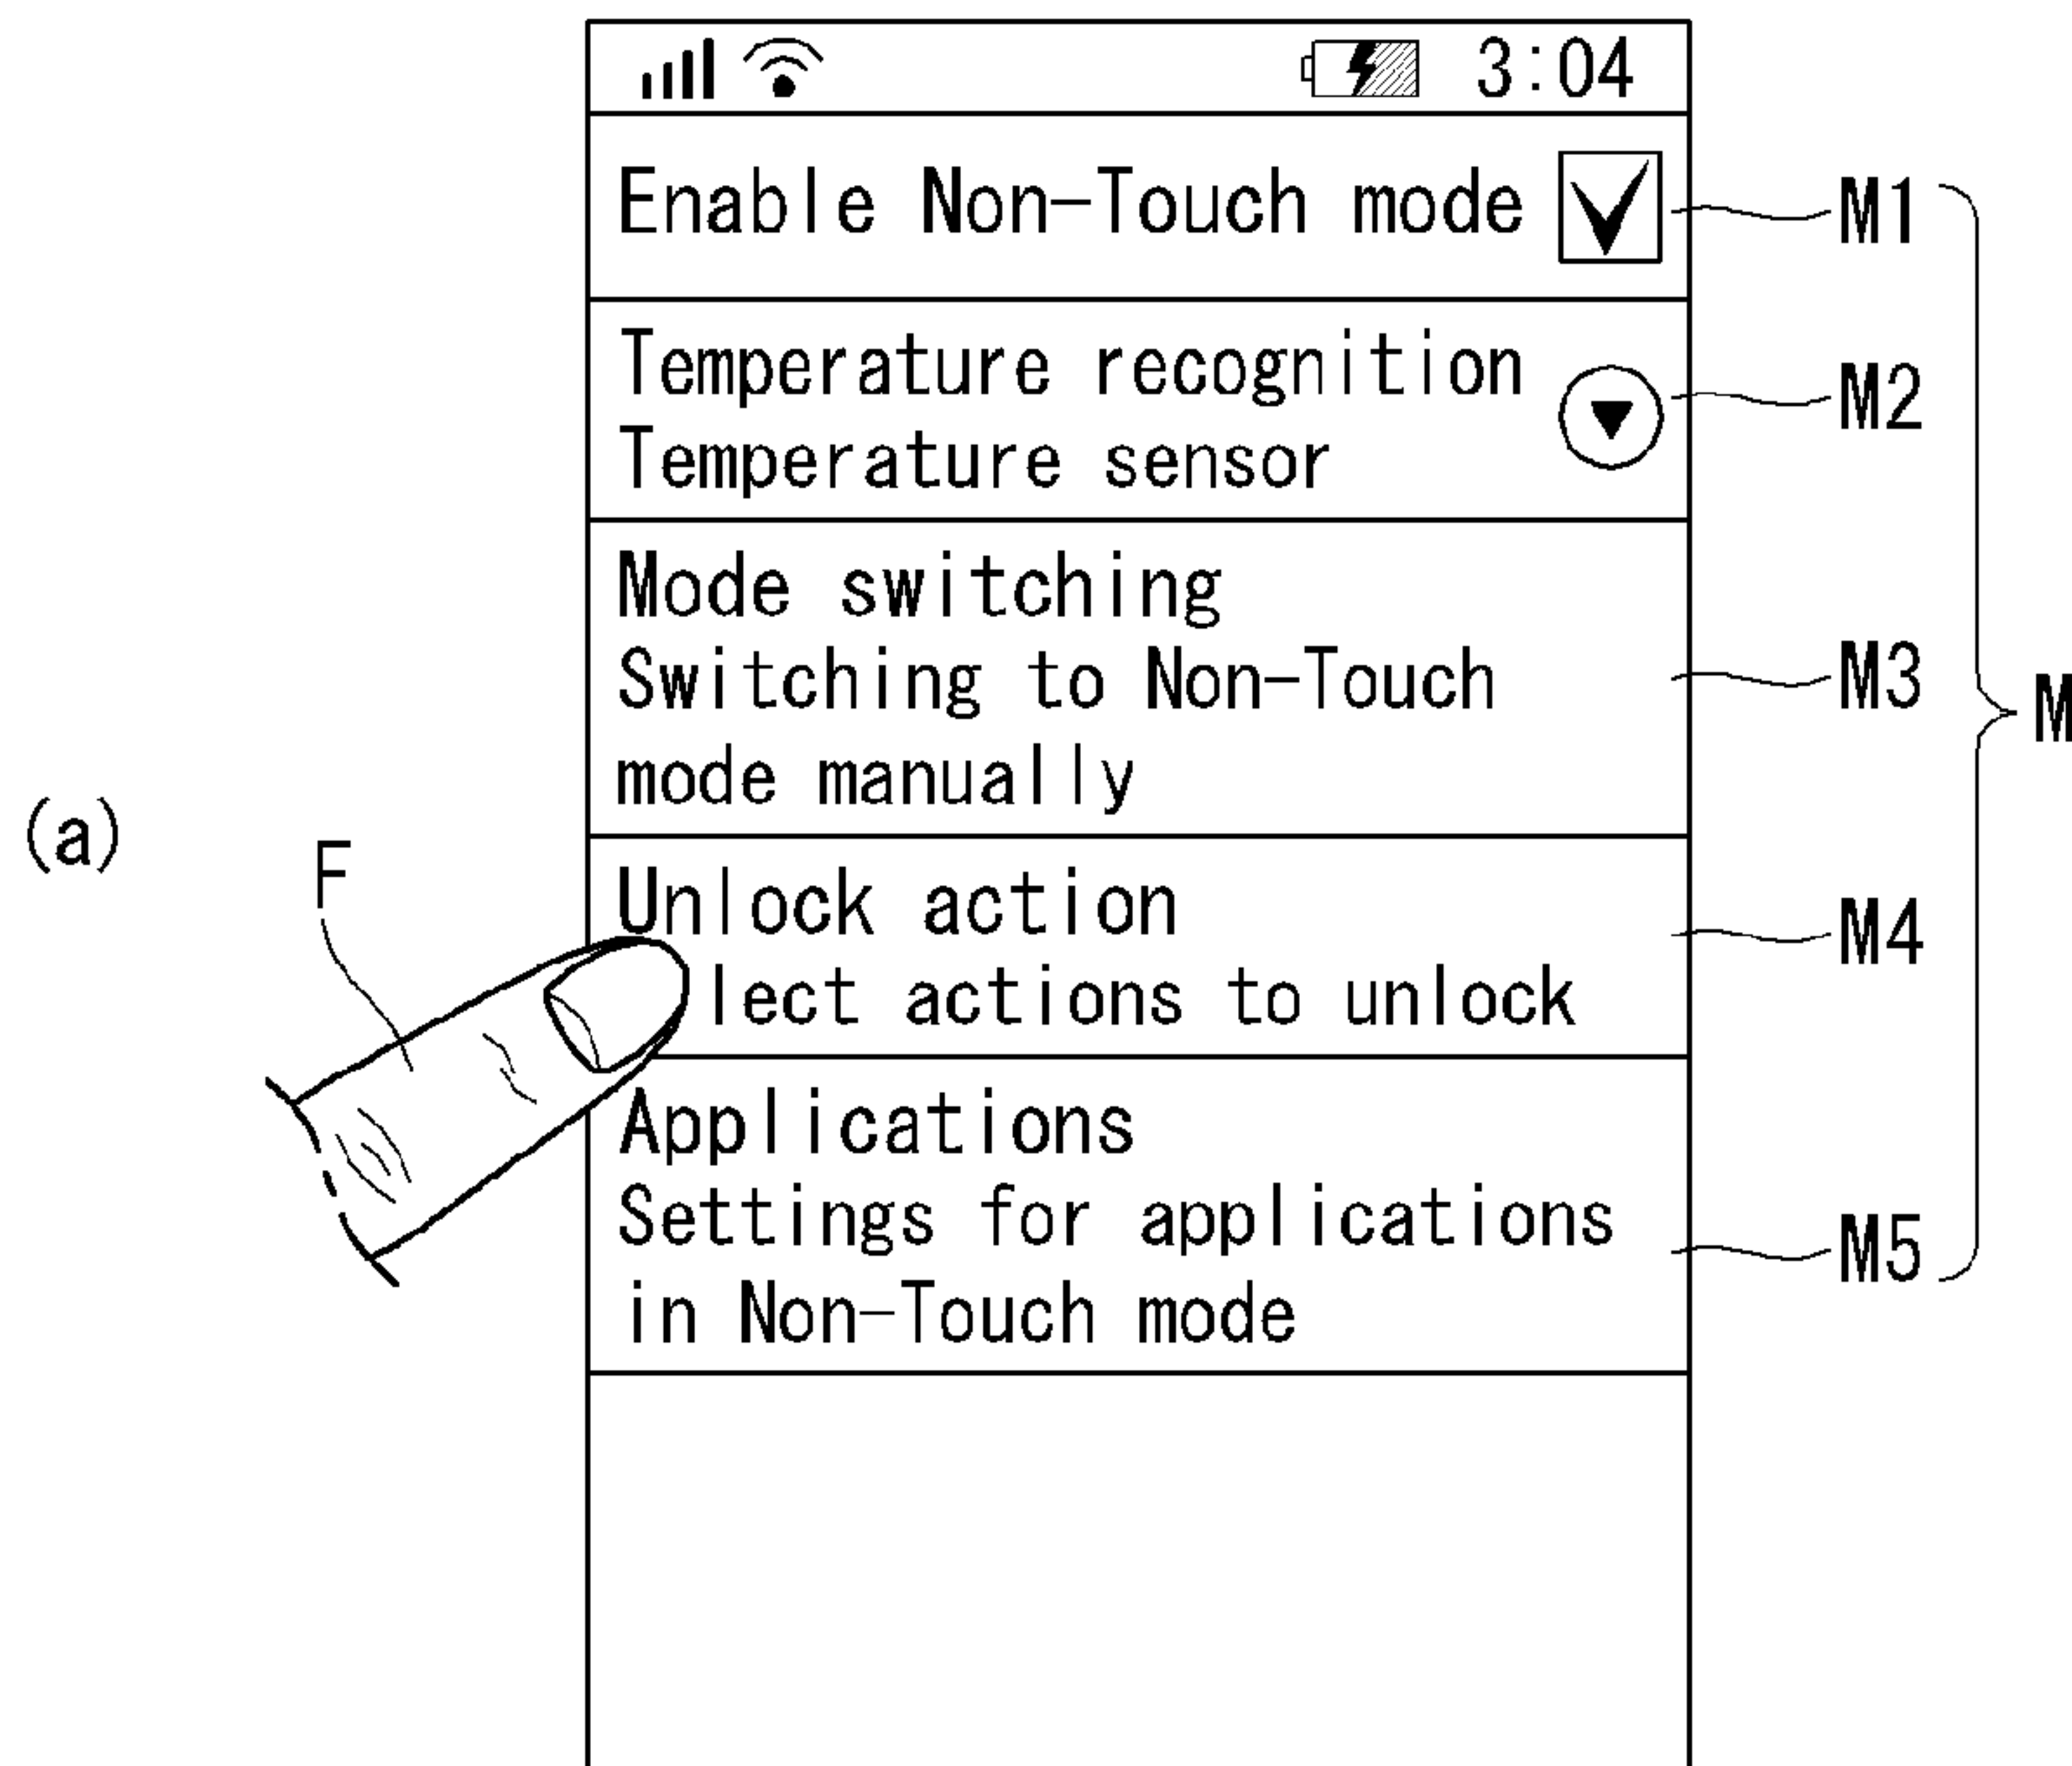 3:04
Enable Non-Touch mode M1
Temperature recognition M2
Temperature sensor
Mode switching
Switching to Non-Touch M3
mode manually
M
(a)
F
Unlock action M4
lect actions to unlock
Applications
Settings for applications M5
in Non-Touch mode